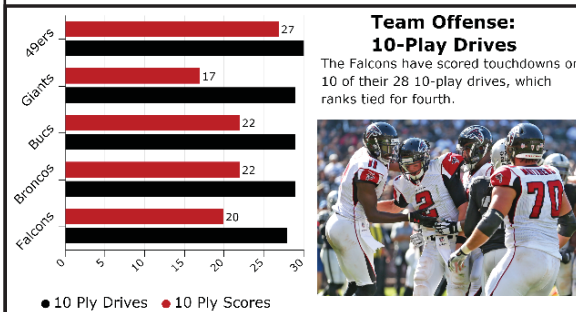 Team Offense:
10-Play Drives
The Falcons have scored touchdowns on
10 of their 28 10-play drives, which
ranks tied for fourth.
49ers
27
Giants
17
Bucs
22
Broncos
22
Falcons
20
0 5 10 15 20 25 30
10 Ply Drives 10 Ply Scores
11
2
70